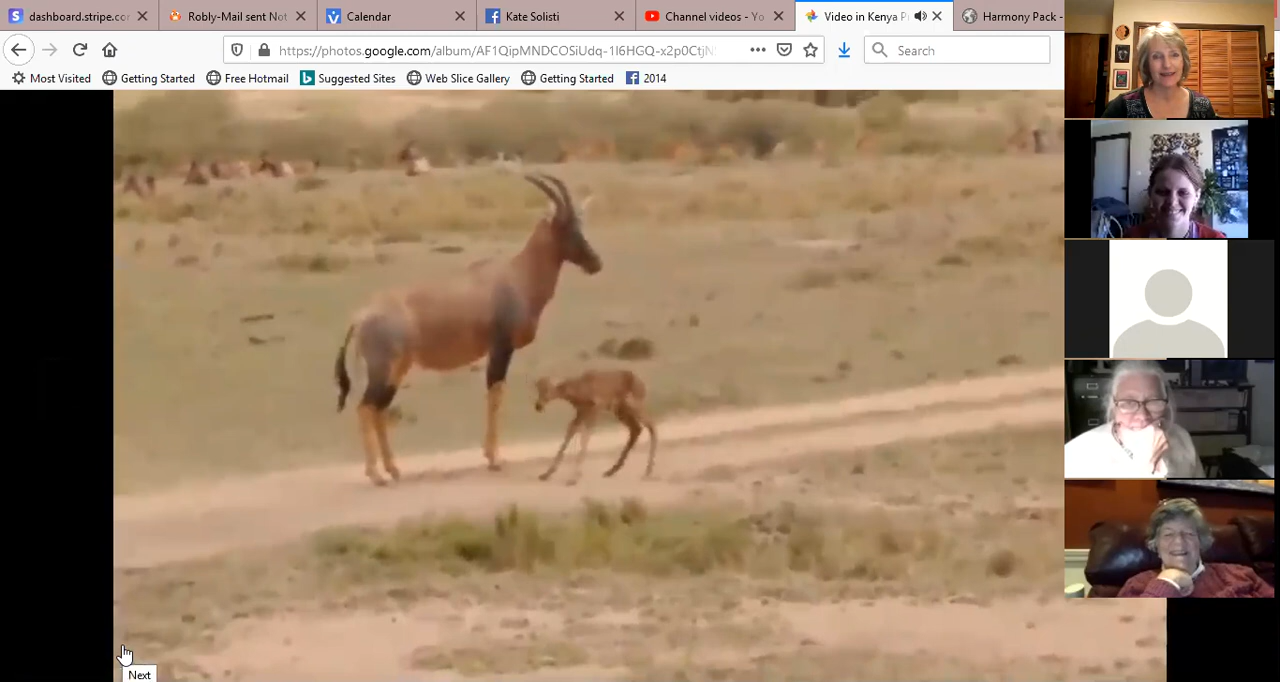 dashboard.stripe.cor
Robly-Mail sent Not
Calendar
Kate Solisti
Channel videos - Yo
Video in Kenya P
Harmony Pack -
https://photos.google.com/album/AF1QipMNDCOSiUdq-1I6HGQ-x2p0CtjN
Search
Most Visited
Getting Started
Free Hotmail
Suggested Sites
Web Slice Gallery
Getting Started
2014
Next